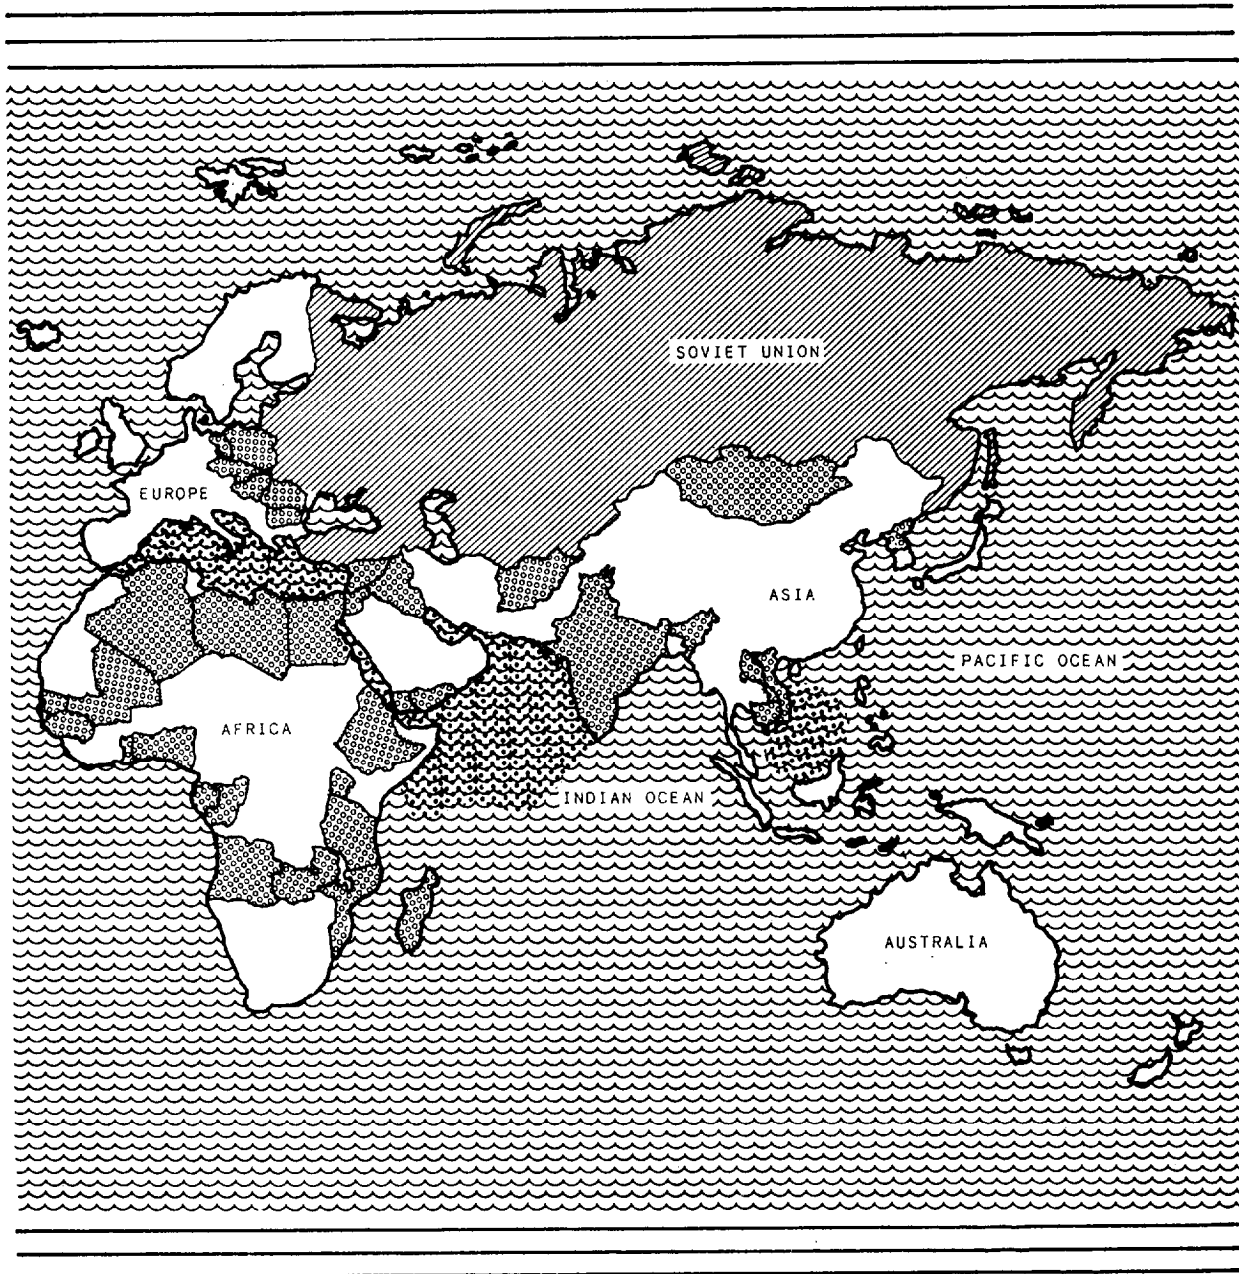 SOVIET UNION
EUROPE
ASIA
PACIFIC OCEAN
AFRICA
INDIAN OCEAN
AUSTRALIA